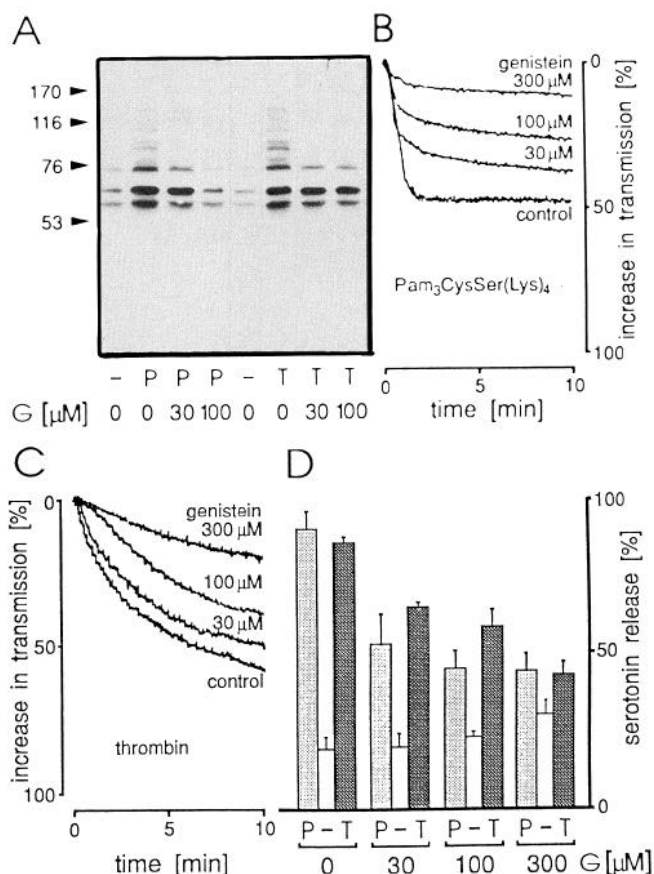 A
170
116
76
53
- P P P - T T T
G [μM] 0 0 30 100 0 0 30 100
B
genistein
300 μM
100 μM
30 μM
control
Pam3CysSer(Lys)4
0
50
100
increase in transmission [%]
0 5 10
time [min]
C
0
50
100
increase in transmission [%]
genistein
300 μM
100 μM
30 μM
control
thrombin
0 5 10
time [min]
D
100
50
0
serotonin release [%]
P - T P - T P - T P - T
0 30 100 300 G [μM]